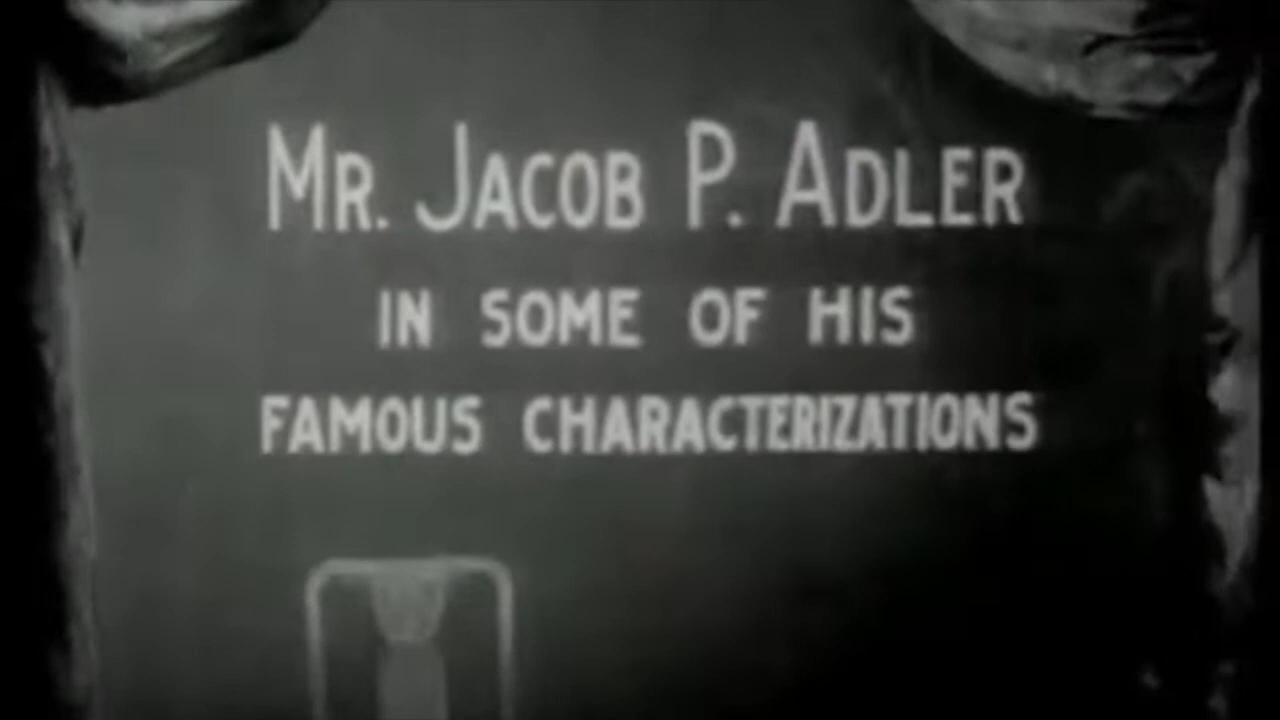 MR. JACOB P. ADLER
IN SOME OF HIS
FAMOUS CHARACTERIZATIONS